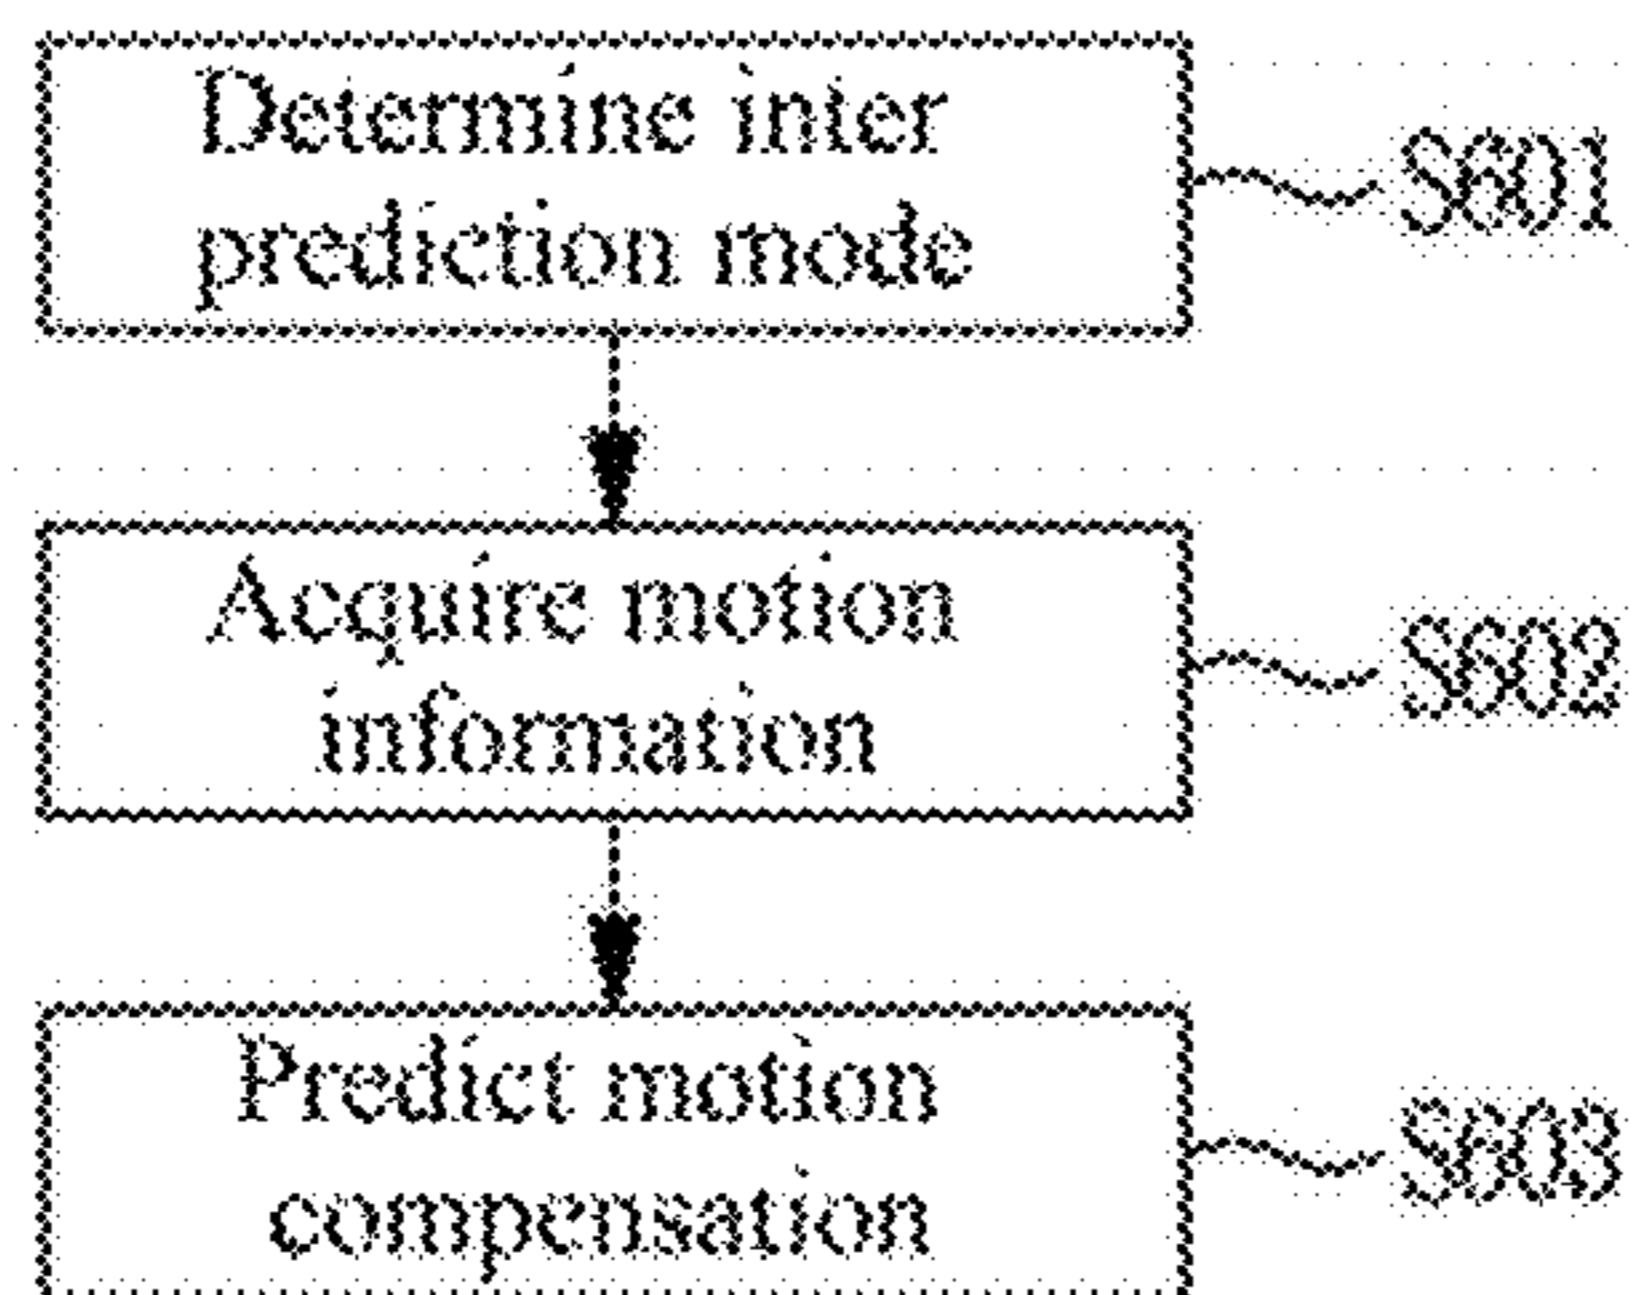 Determine inter
prediction mode
S601
Acquire motion
information
S602
Predict motion
compensation
S603